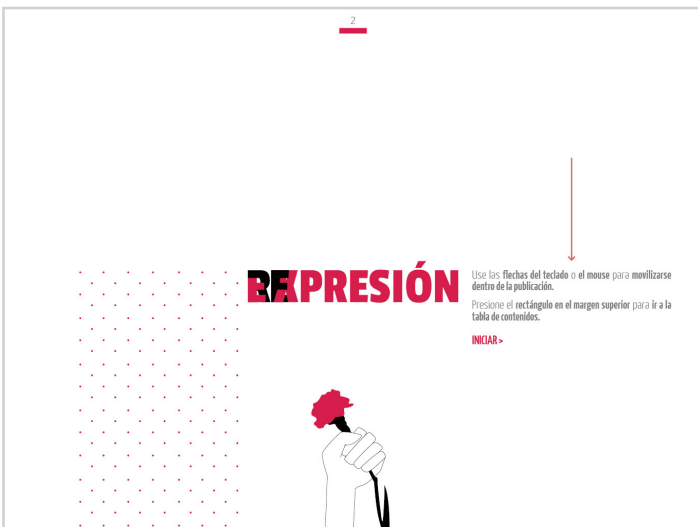 2
REXPRESIÓN
Use las flechas del teclado o el mouse para movilizarse
dentro de la publicación.
Presione el rectángulo en el margen superior para ir a la
tabla de contenidos.
INICIAR >